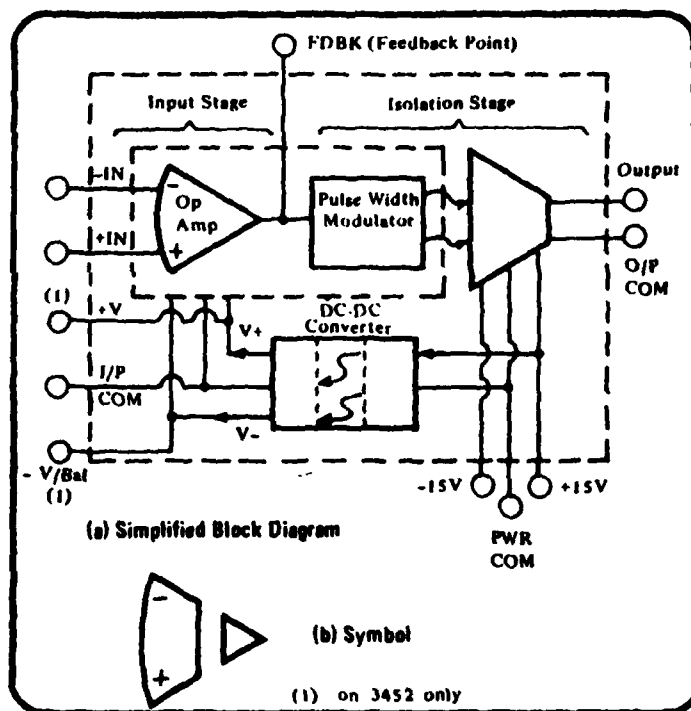 FDBK (Feedback Point)
Input Stage
Isolation Stage
-IN
+IN
-
Op
Amp
+
Pulse Width
Modulator
Output
O/P
COM
(1)
+V
V+
DC-DC
Converter
I/P
COM
V-
- V/Bat
(1)
-15V
+15V
PWR
COM
(a) Simplified Block Diagram
-
+
(b) Symbol
(1) on 3452 only